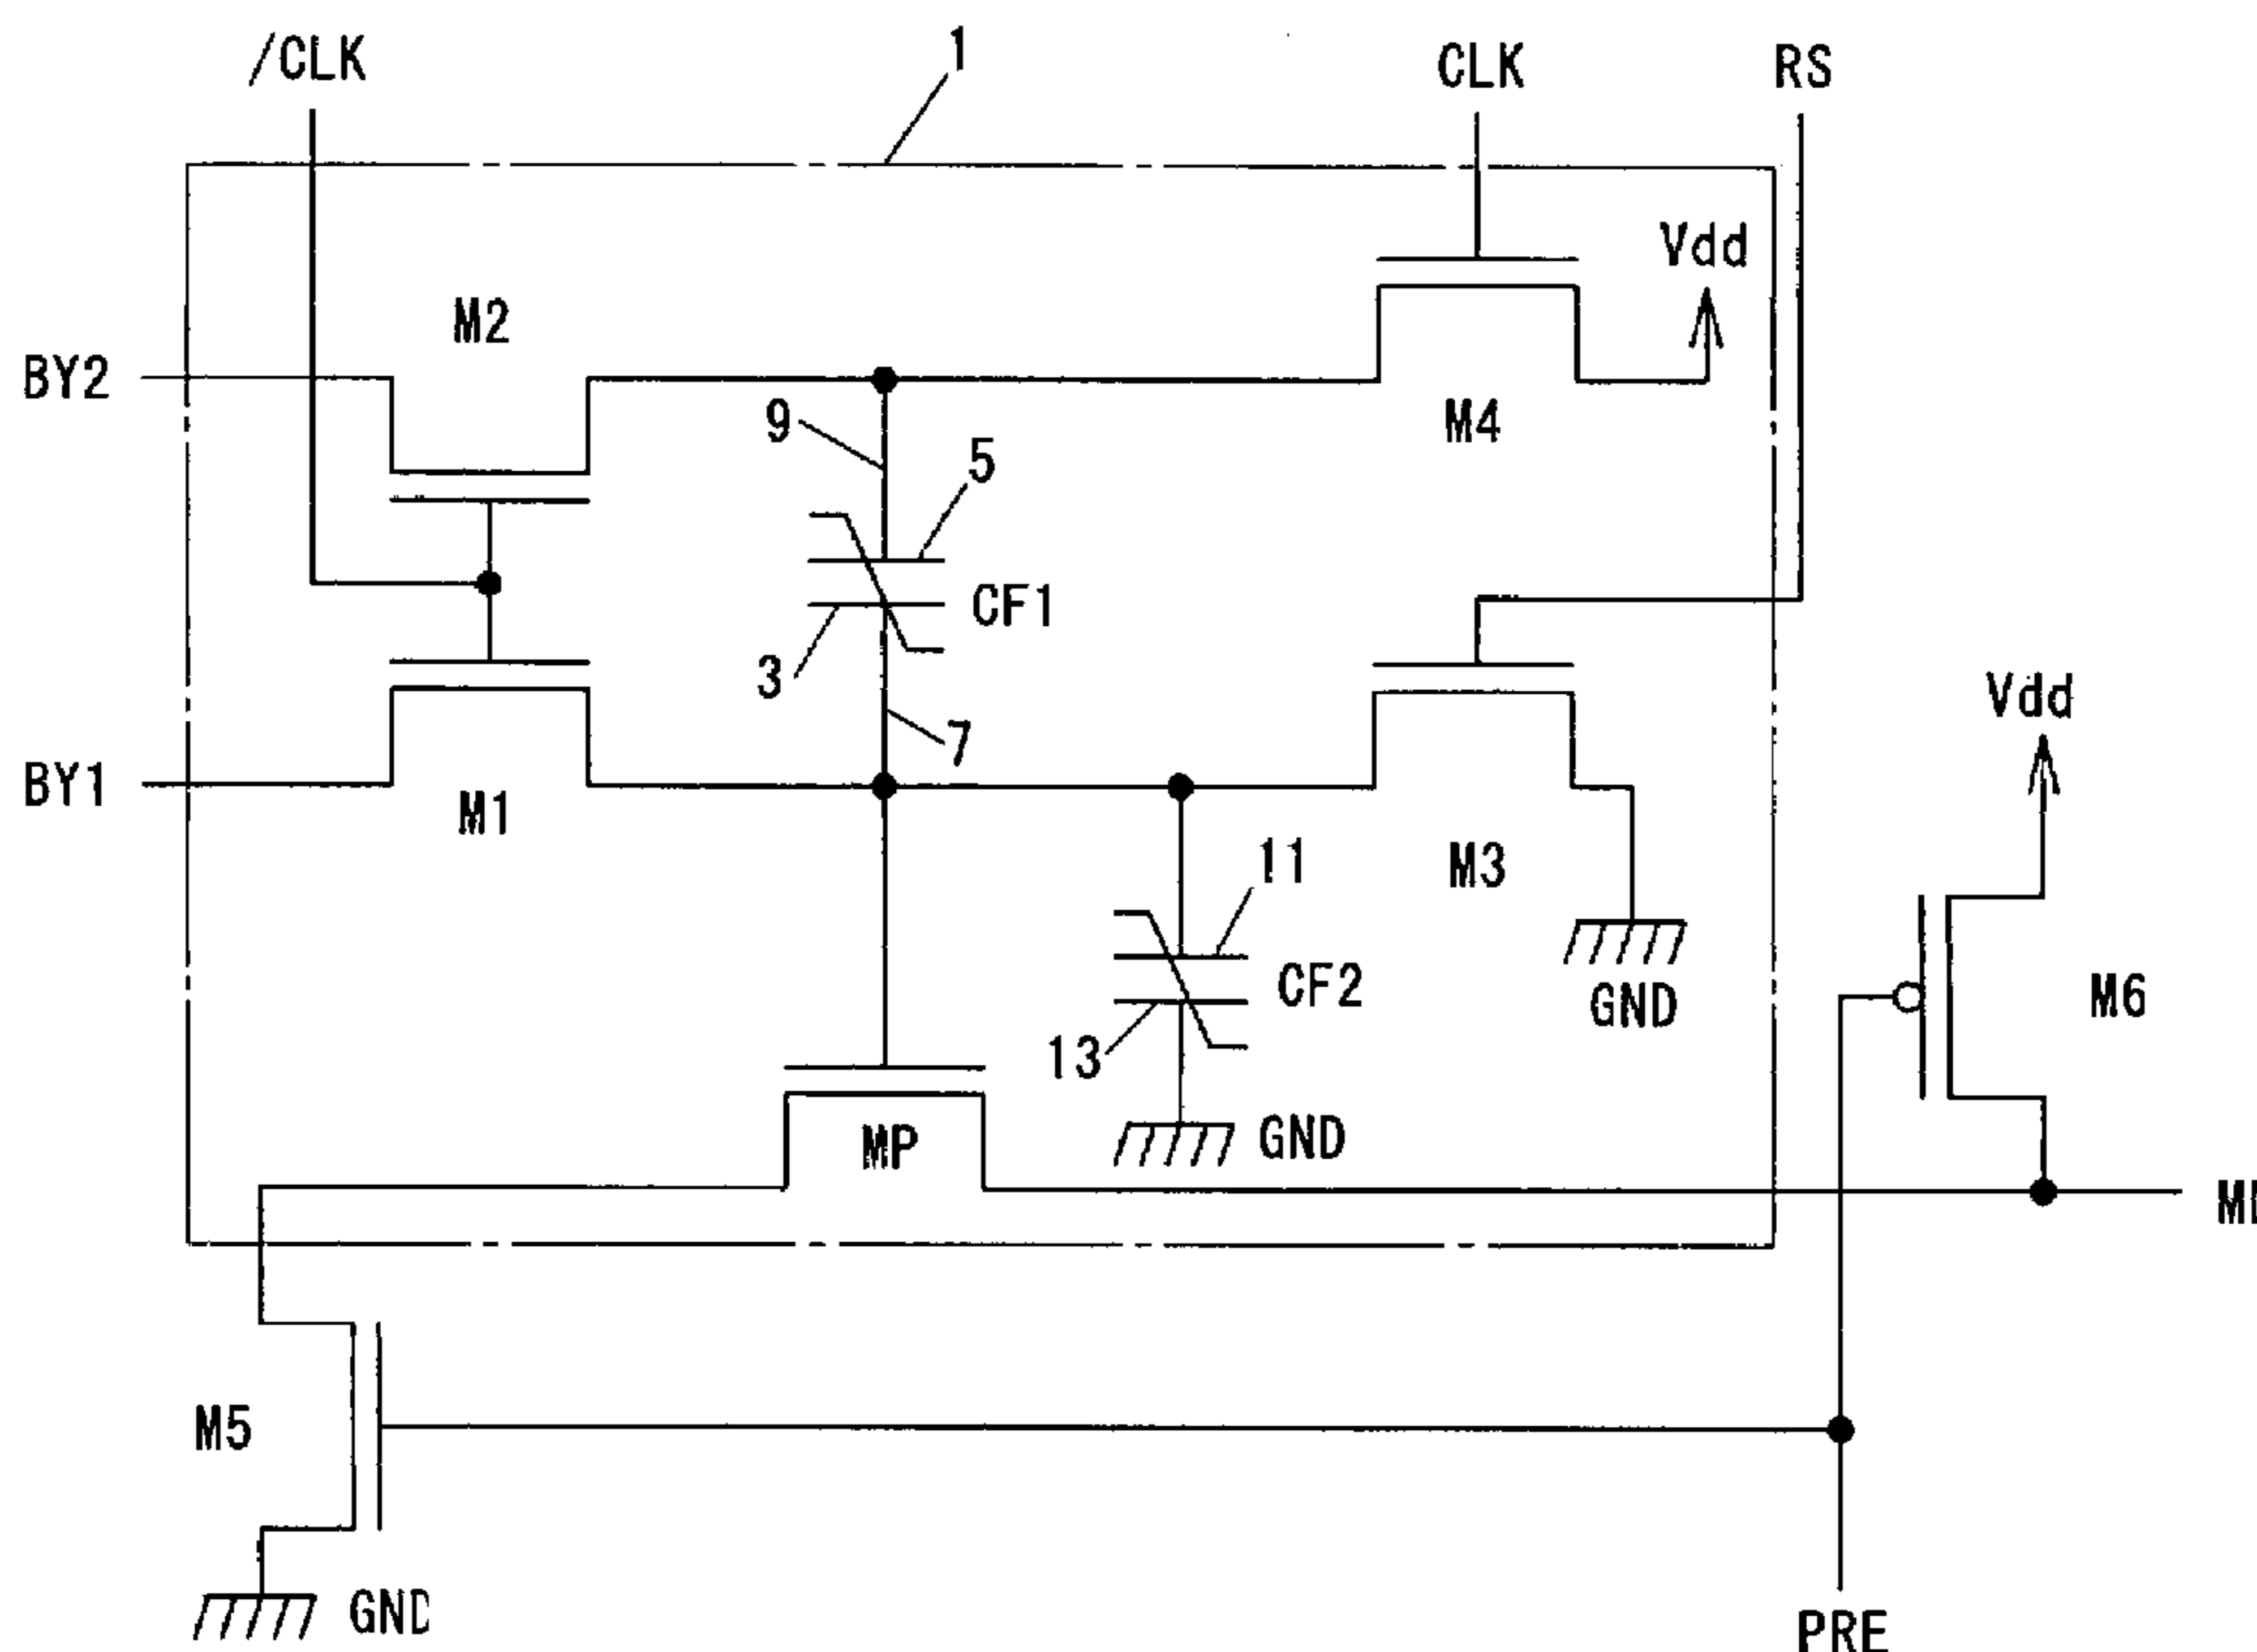 /CLK
1
CLK
RS
Vdd
M2
BY2
9
5
M4
CF1
3
7
Vdd
BY1
M1
11
M3
CF2
GND
M6
13
MP
GND
M5
GND
PRE